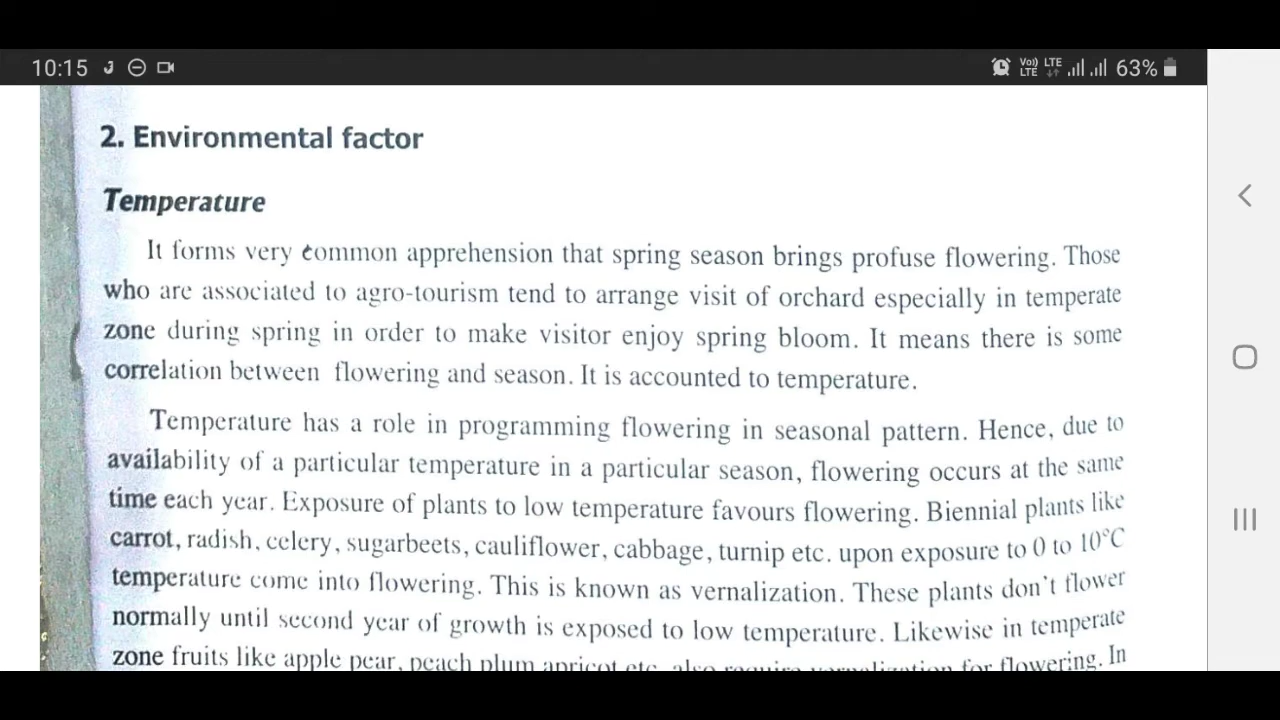 10:15
Vo)) LTE
LTE
63%
2. Environmental factor
Temperature
It forms very common apprehension that spring season brings profuse flowering. Those
who are associated to agro-tourism tend to arrange visit of orchard especially in temperate
zone during spring in order to make visitor enjoy spring bloom. It means there is some
correlation between flowering and season. It is accounted to temperature.
Temperature has a role in programming flowering in seasonal pattern. Hence, due to
availability of a particular temperature in a particular season, flowering occurs at the same
time each year. Exposure of plants to low temperature favours flowering. Biennial plants like
carrot, radish, celery, sugarbeets, cauliflower, cabbage, turnip etc. upon exposure to 0 to 10°C
temperature come into flowering. This is known as vernalization. These plants don't flower
normally until second year of growth is exposed to low temperature. Likewise in temperate
zone fruits like apple pear, peach plum apricot etc. also require vernalization for flowering. In